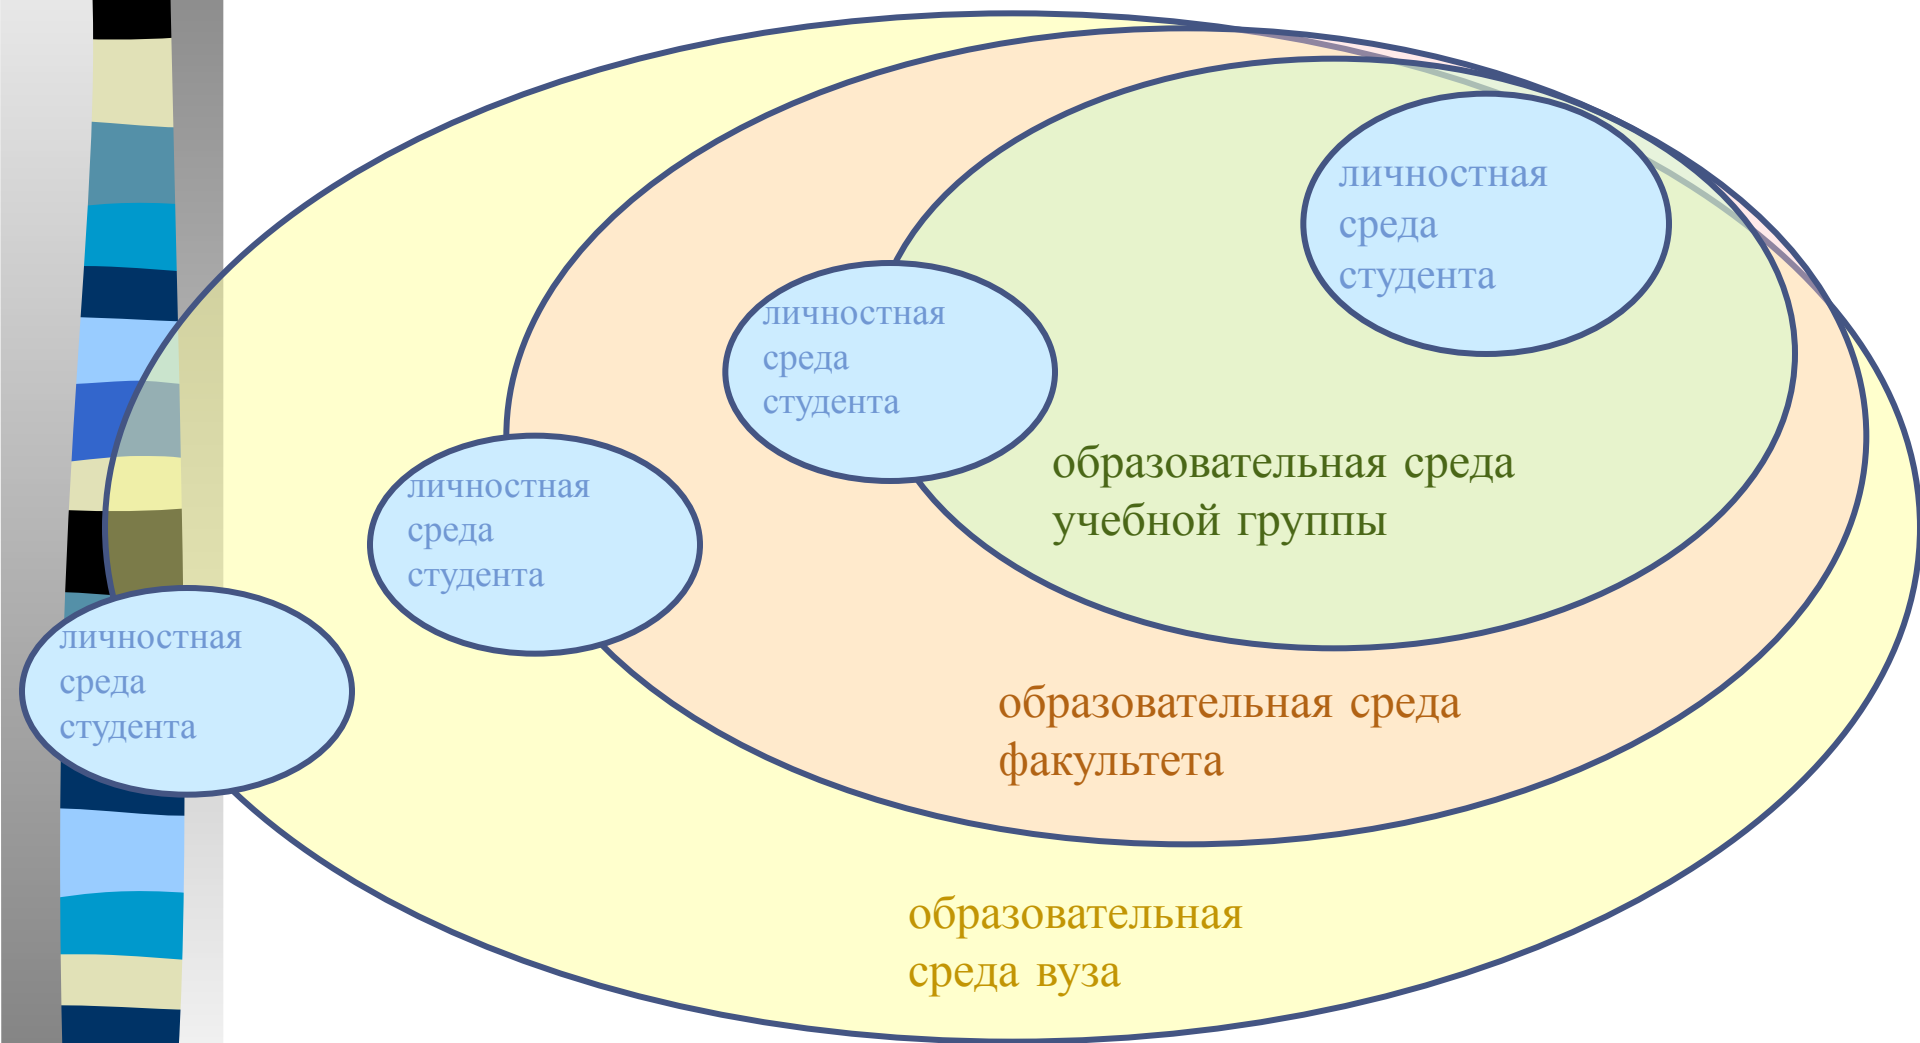 личностная
среда
студента
личностная
среда
студента
образовательная среда
учебной группы
личностная
среда
студента
личностная
среда
студента
образовательная среда
факультета
образовательная
среда вуза